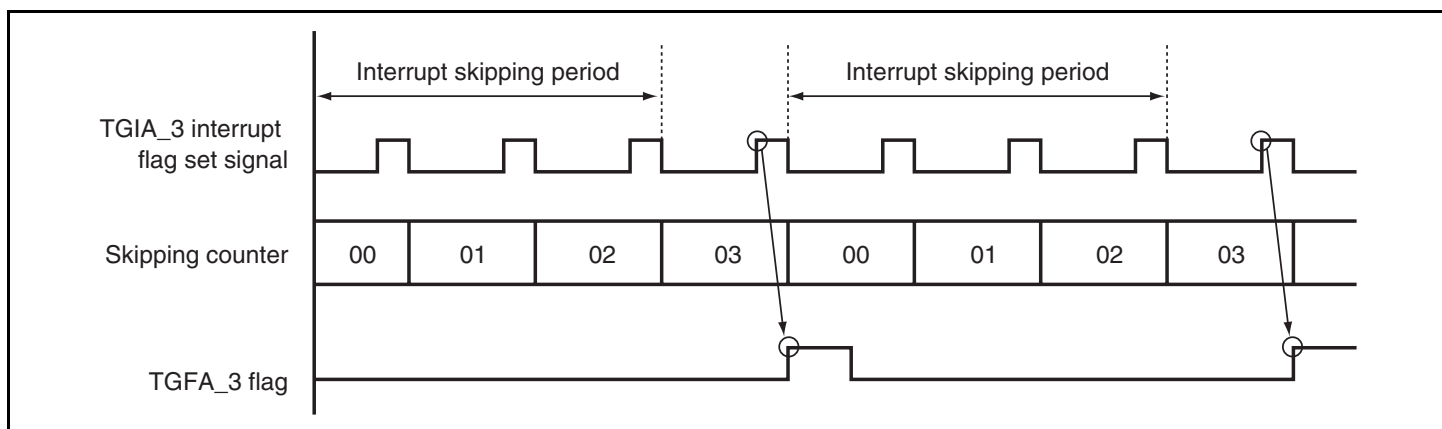 Interrupt skipping period
Interrupt skipping period
TGIA_3 interrupt
flag set signal
Skipping counter
00
01
02
03
00
01
02
03
TGFA_3 flag